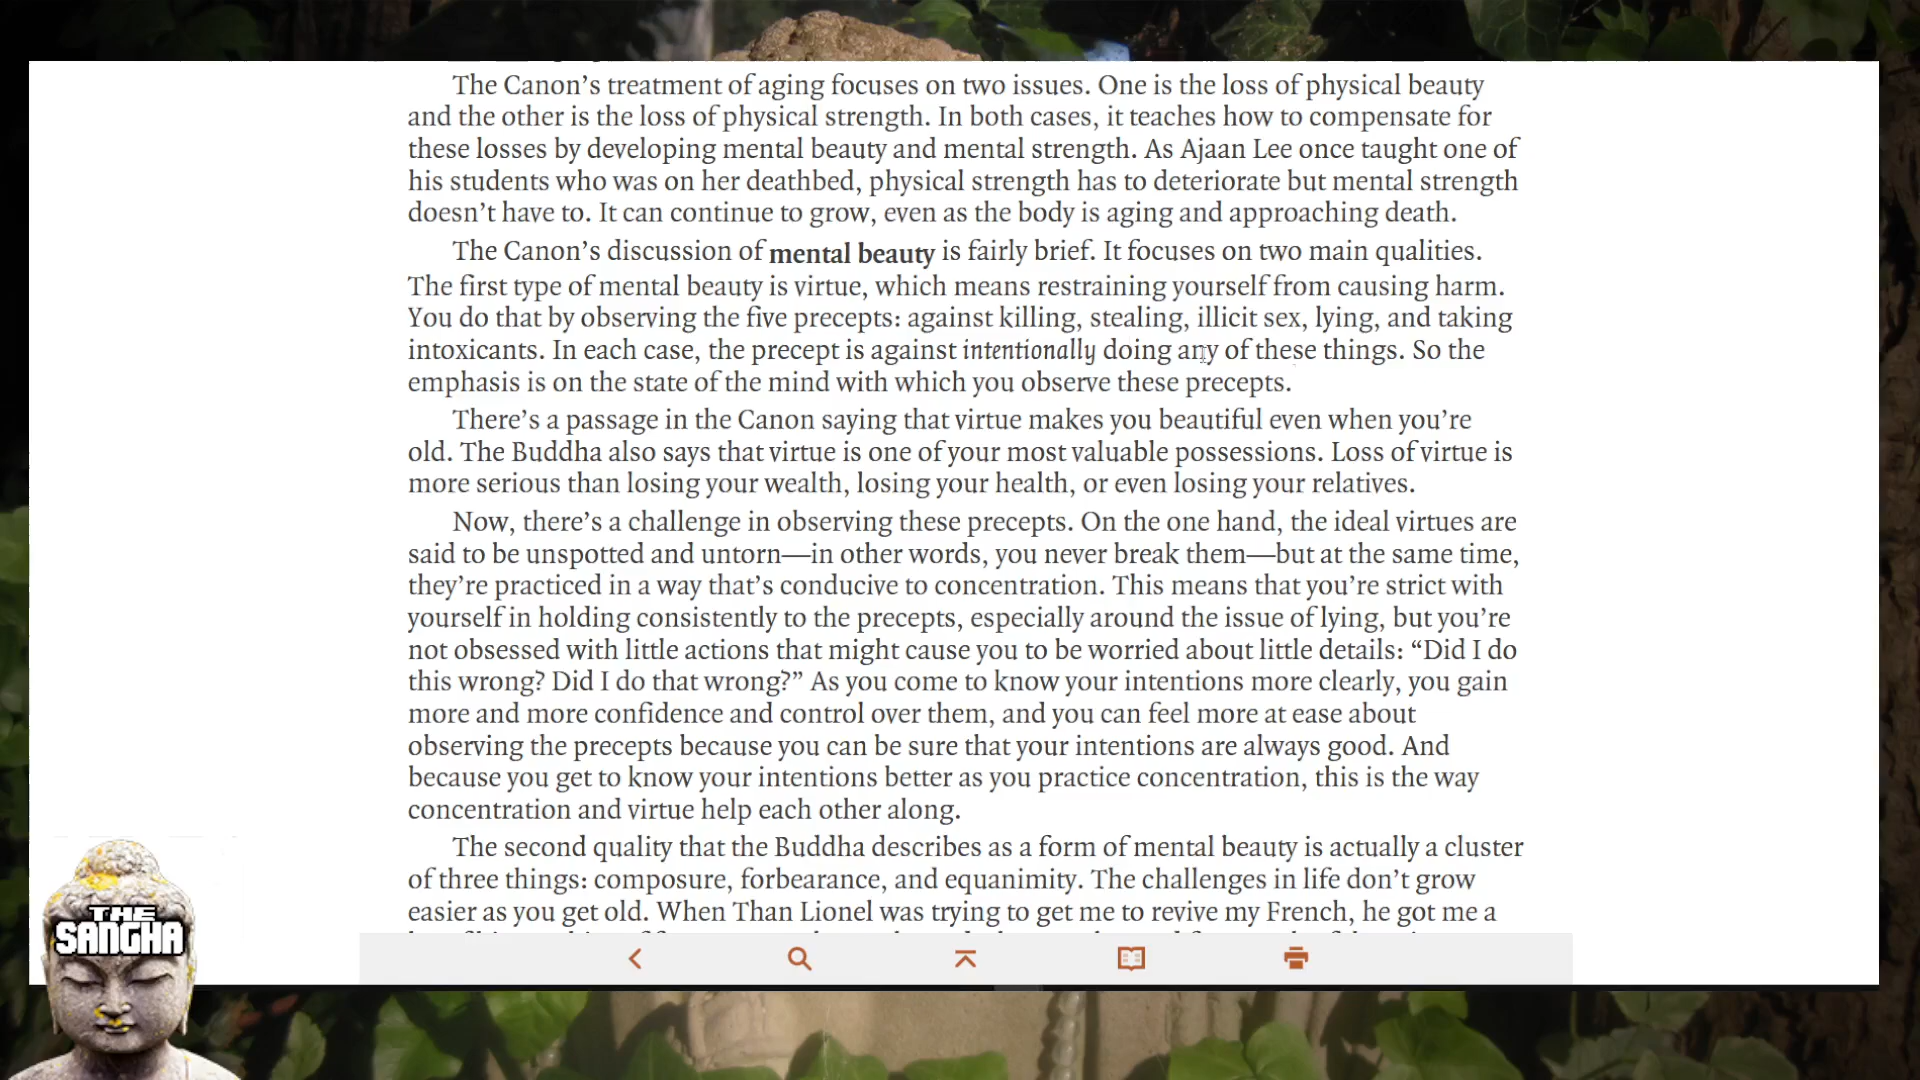 The Canon’s treatment of aging focuses on two issues. One is the loss of physical beauty
and the other is the loss of physical strength. In both cases, it teaches how to compensate for
these losses by developing mental beauty and mental strength. As Ajaan Lee once taught one of
his students who was on her deathbed, physical strength has to deteriorate but mental strength
doesn’t have to. It can continue to grow, even as the body is aging and approaching death.
The Canon’s discussion of mental beauty is fairly brief. It focuses on two main qualities.
The first type of mental beauty is virtue, which means restraining yourself from causing harm.
You do that by observing the five precepts: against killing, stealing, illicit sex, lying, and taking
intoxicants. In each case, the precept is against intentionally doing any of these things. So the
emphasis is on the state of the mind with which you observe these precepts.
There’s a passage in the Canon saying that virtue makes you beautiful even when you’re
old. The Buddha also says that virtue is one of your most valuable possessions. Loss of virtue is
more serious than losing your wealth, losing your health, or even losing your relatives.
Now, there’s a challenge in observing these precepts. On the one hand, the ideal virtues are
said to be unspotted and untorn—in other words, you never break them—but at the same time,
they’re practiced in a way that’s conducive to concentration. This means that you’re strict with
yourself in holding consistently to the precepts, especially around the issue of lying, but you’re
not obsessed with little actions that might cause you to be worried about little details: “Did I do
this wrong? Did I do that wrong?” As you come to know your intentions more clearly, you gain
more and more confidence and control over them, and you can feel more at ease about
observing the precepts because you can be sure that your intentions are always good. And
because you get to know your intentions better as you practice concentration, this is the way
concentration and virtue help each other along.
The second quality that the Buddha describes as a form of mental beauty is actually a cluster
of three things: composure, forbearance, and equanimity. The challenges in life don’t grow
easier as you get old. When Than Lionel was trying to get me to revive my French, he got me a
THE
SANGHA